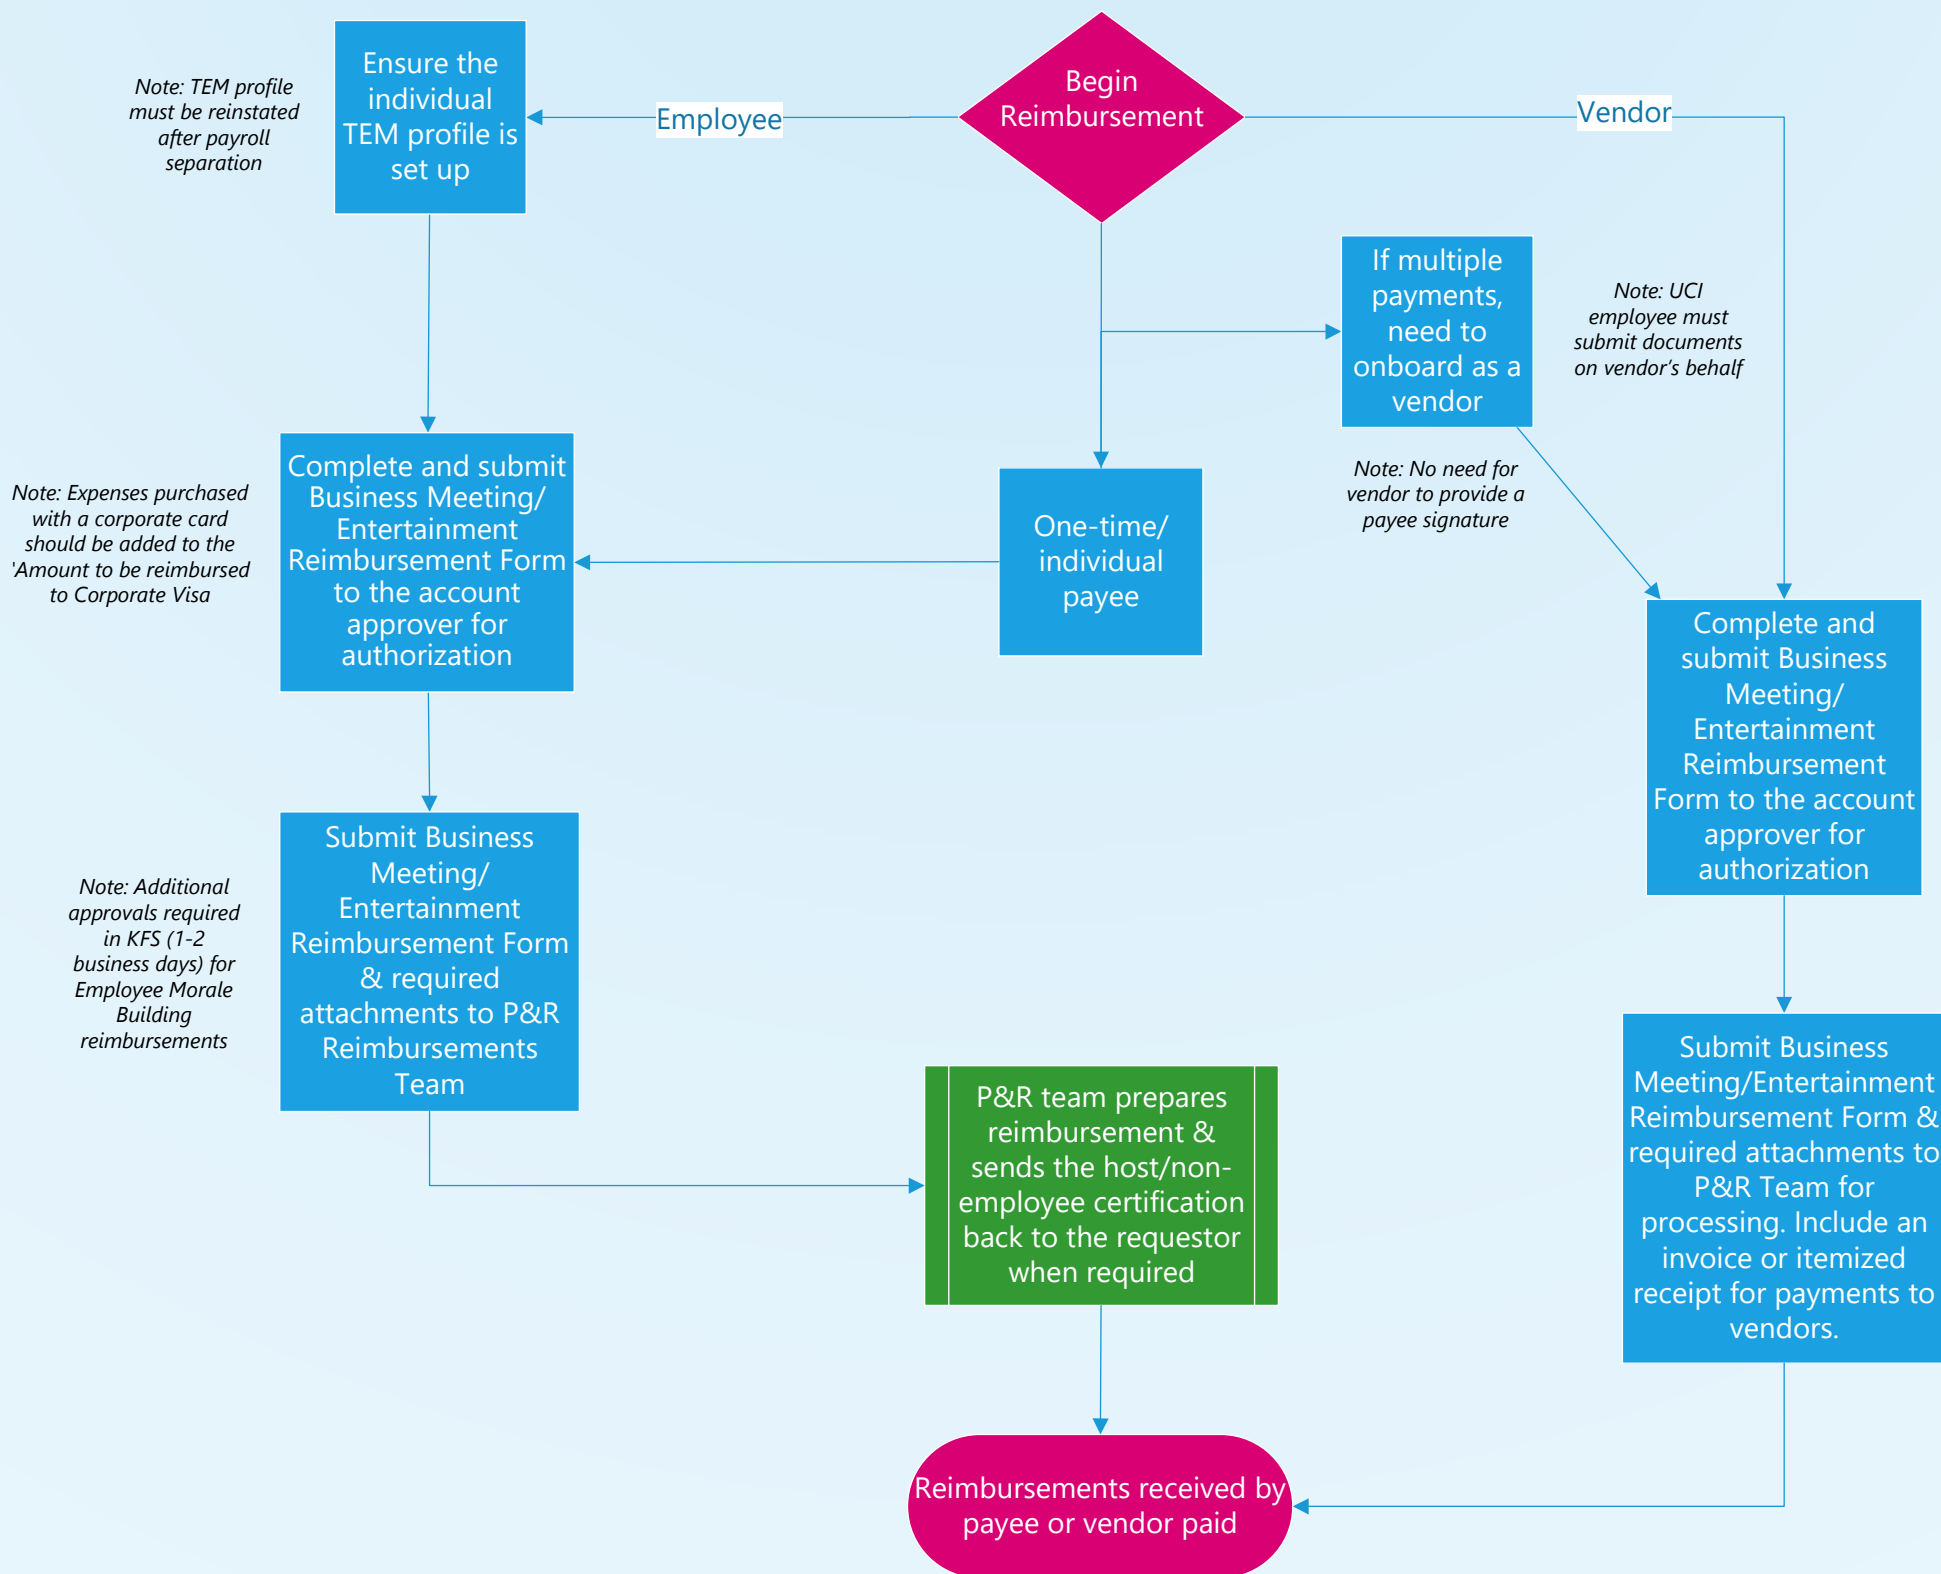 Begin
Reimbursement
Employee
Vendor
Ensure the
individual
TEM profile is
set up
Note: TEM profile
must be reinstated
after payroll
separation
If multiple
payments,
need to
onboard as a
vendor
Note: UCI
employee must
submit documents
on vendor’s behalf
Note: No need for
vendor to provide a
payee signature
One-time/
individual
payee
Complete and submit
Business Meeting/
Entertainment
Reimbursement Form
to the account
approver for
authorization
Note: Expenses purchased
with a corporate card
should be added to the
'Amount to be reimbursed
to Corporate Visa
Complete and
submit Business
Meeting/
Entertainment
Reimbursement
Form to the account
approver for
authorization
Submit Business
Meeting/
Entertainment
Reimbursement Form
& required
attachments to P&R
Reimbursements
Team
Note: Additional
approvals required
in KFS (1-2
business days) for
Employee Morale
Building
reimbursements
P&R team prepares
reimbursement &
sends the host/non-
employee certification
back to the requestor
when required
Submit Business
Meeting/Entertainment
Reimbursement Form &
required attachments to
P&R Team for
processing. Include an
invoice or itemized
receipt for payments to
vendors.
Reimbursements received by
payee or vendor paid